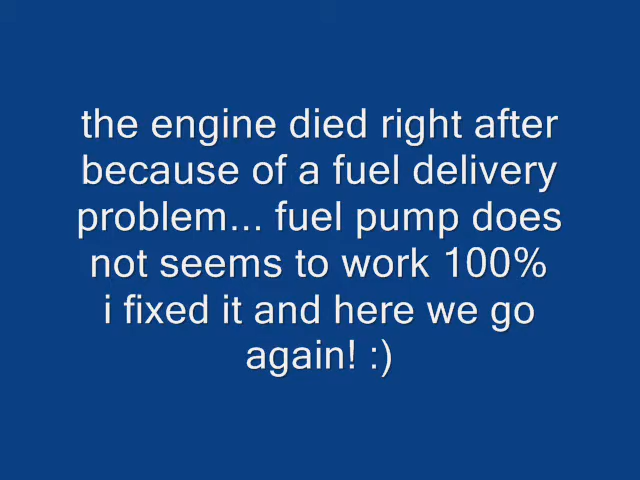 the engine died right after
because of a fuel delivery
problem... fuel pump does
not seems to work 100%
i fixed it and here we go
again! :)